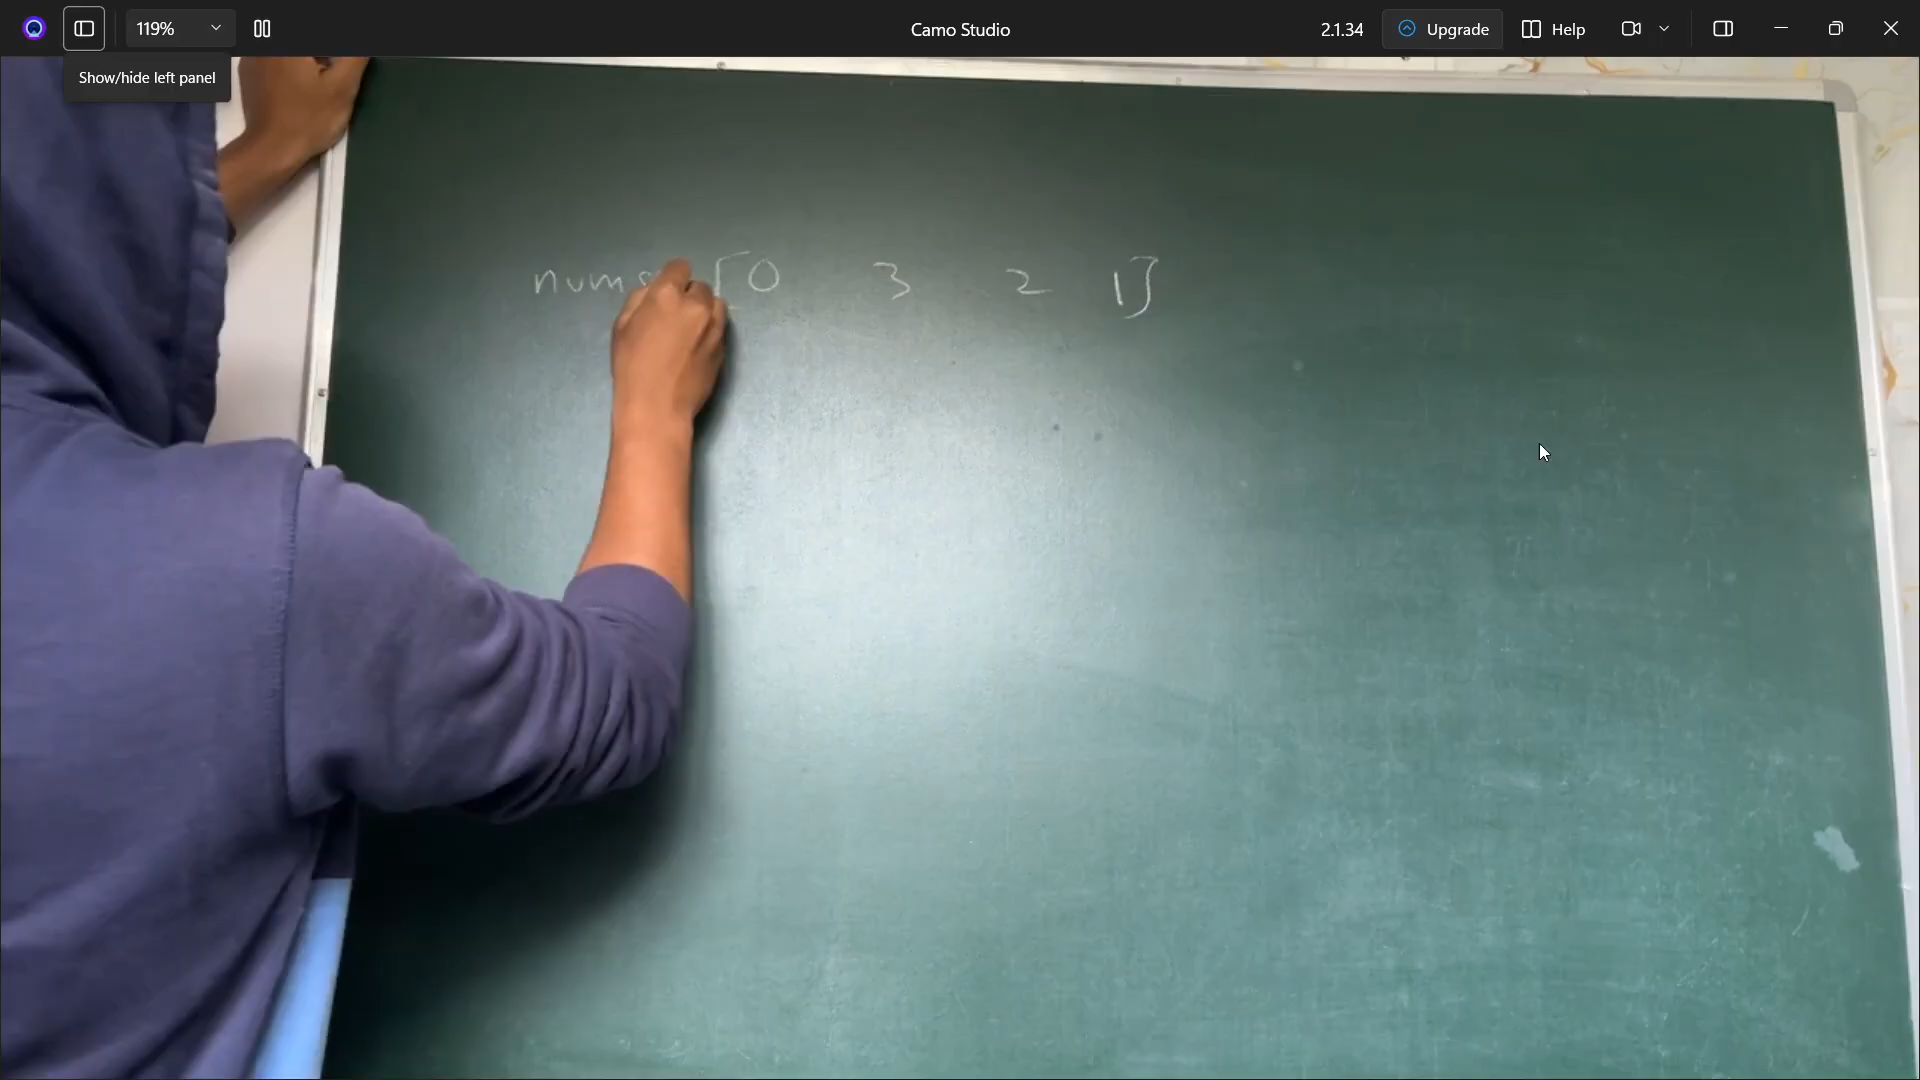 119%
Camo Studio
2.1.34
Upgrade
Help
Show/hide left panel
nums [0 3 2 1]